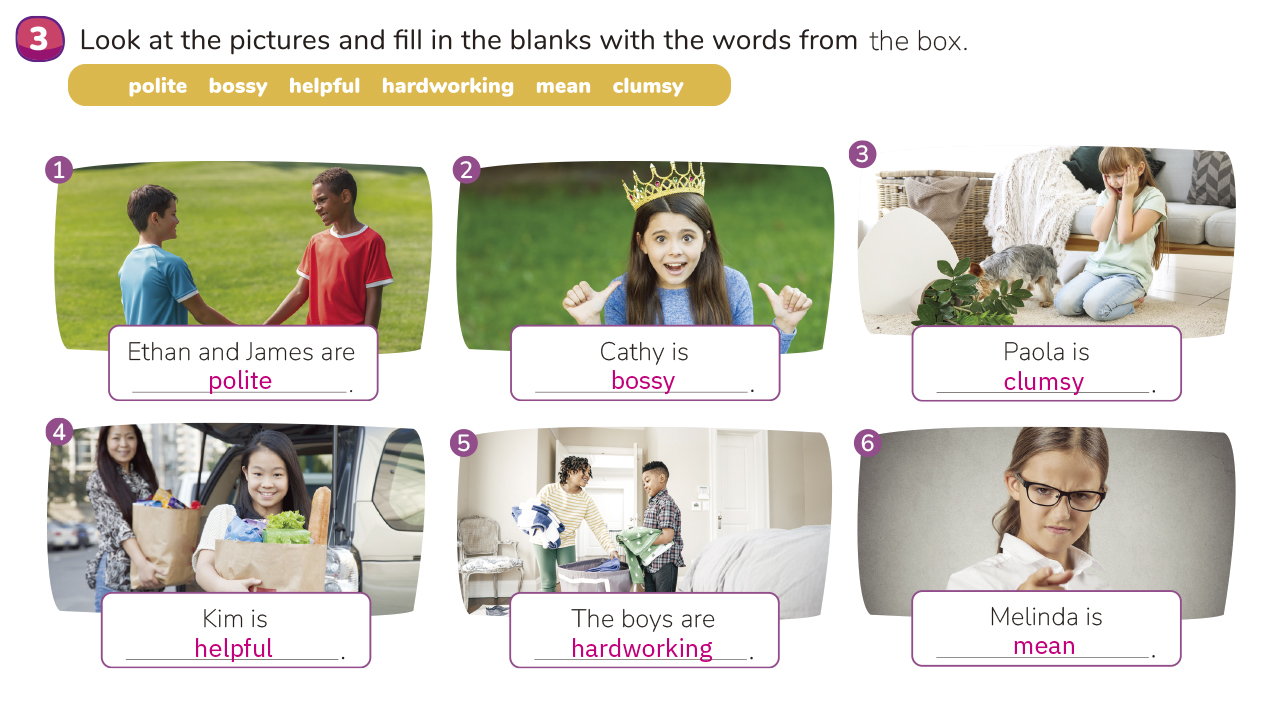 3 Look at the pictures and fill in the blanks with the words from the box.
polite bossy helpful hardworking mean clumsy
1
Ethan and James are
polite.
2
Cathy is
bossy.
3
Paola is
clumsy.
4
Kim is
helpful.
5
The boys are
hardworking.
6
Melinda is
mean.